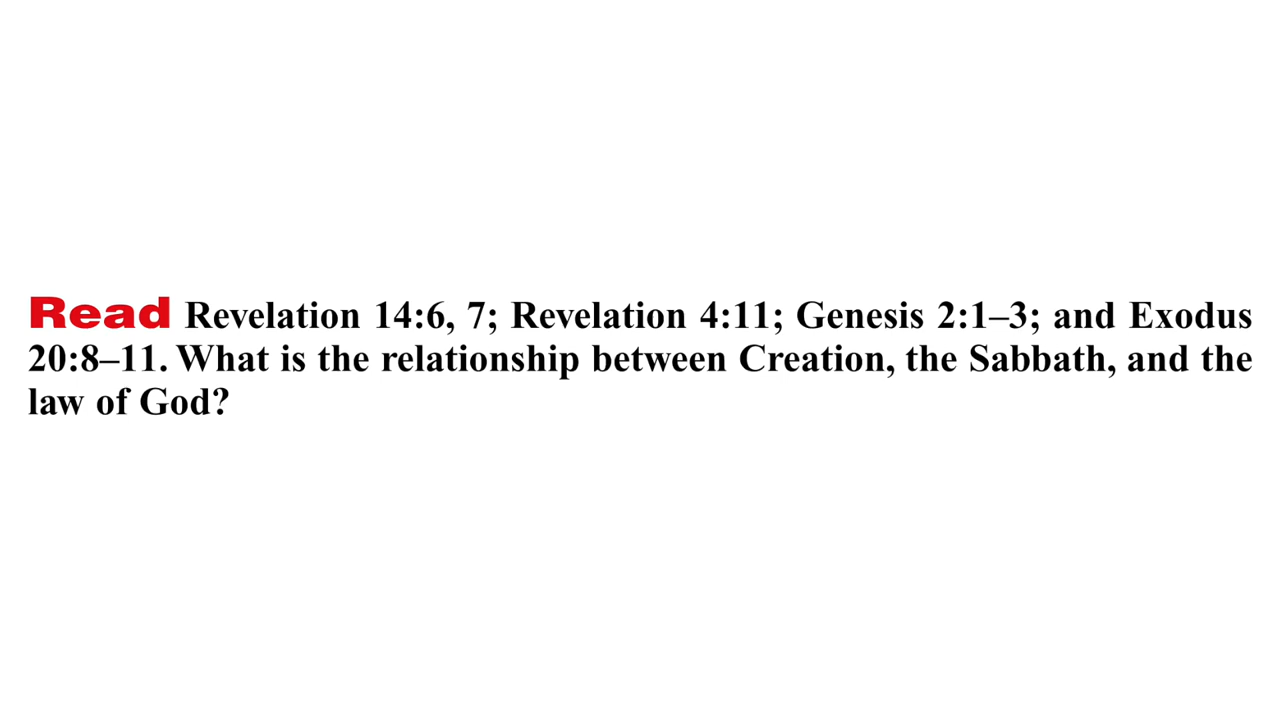 Read Revelation 14:6, 7; Revelation 4:11; Genesis 2:1–3; and Exodus
20:8–11. What is the relationship between Creation, the Sabbath, and the
law of God?